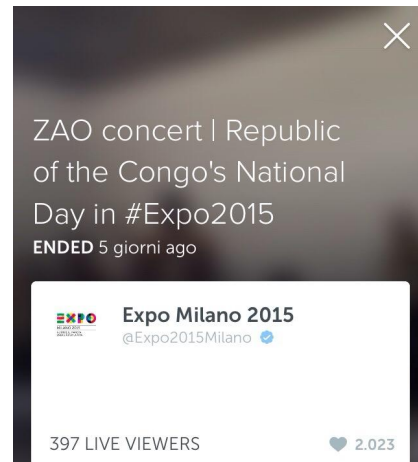 ZAO concert | Republic
of the Congo's National
Day in #Expo2015
ENDED 5 giorni ago
EXPO
Expo Milano 2015
@Expo2015Milano
397 LIVE VIEWERS
2.023